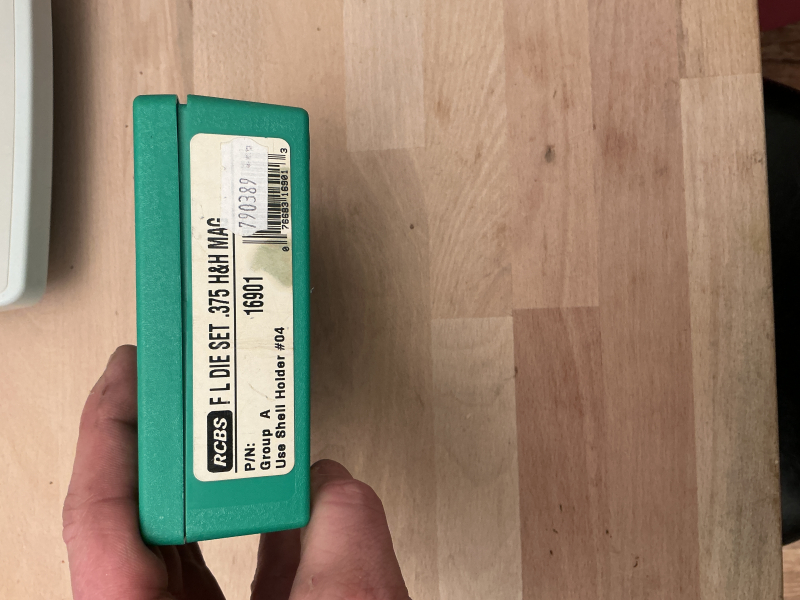 RCBS F L DIE SET .375 H&H MAG
P/N: 16901
Group A
Use Shell Holder #04
790389
0 76683 16901 3